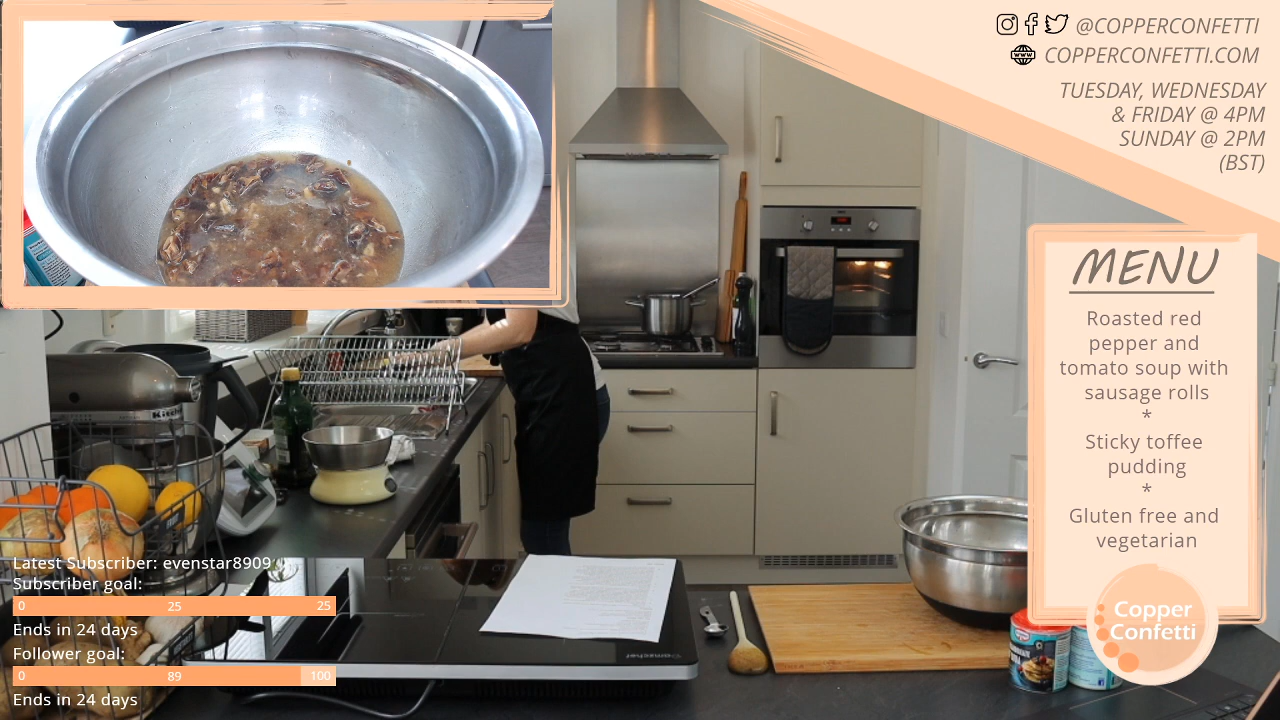 @COPPERCONFETTI
COPPERCONFETTI.COM
TUESDAY, WEDNESDAY
& FRIDAY @ 4PM
SUNDAY @ 2PM
(BST)
MENU
Roasted red
pepper and
tomato soup with
sausage rolls
*
Sticky toffee
pudding
*
Gluten free and
vegetarian
Copper
Confetti
Latest Subscriber: evenstar8909
Subscriber goal:
0 25 25
Ends in 24 days
Follower goal:
0 89 100
Ends in 24 days